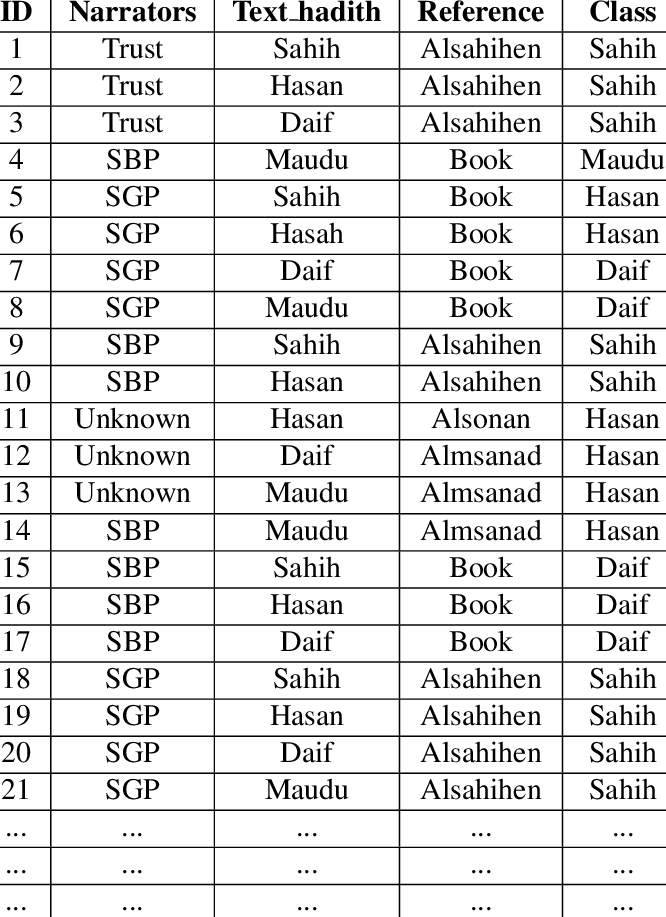 ID Narrators Text_hadith Reference Class
1 Trust Sahih Alsahihen Sahih
2 Trust Hasan Alsahihen Sahih
3 Trust Daif Alsahihen Sahih
4 SBP Maudu Book Maudu
5 SGP Sahih Book Hasan
6 SGP Hasah Book Hasan
7 SGP Daif Book Daif
8 SGP Maudu Book Daif
9 SBP Sahih Alsahihen Sahih
10 SBP Hasan Alsahihen Sahih
11 Unknown Hasan Alsonan Hasan
12 Unknown Daif Almsanad Hasan
13 Unknown Maudu Almsanad Hasan
14 SBP Maudu Almsanad Hasan
15 SBP Sahih Book Daif
16 SBP Hasan Book Daif
17 SBP Daif Book Daif
18 SGP Sahih Alsahihen Sahih
19 SGP Hasan Alsahihen Sahih
20 SGP Daif Alsahihen Sahih
21 SGP Maudu Alsahihen Sahih
... ... ... ... ...
... ... ... ... ...
... ... ... ... ...